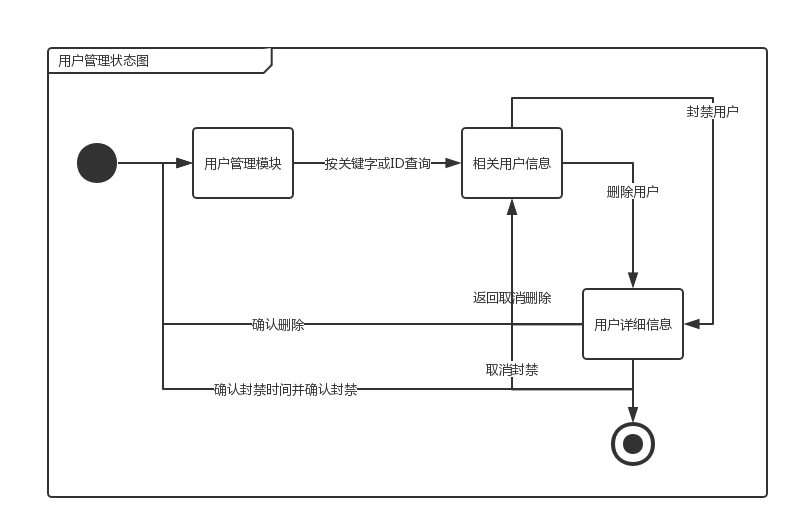 用户管理状态图
封禁用户
用户管理模块
按关键字或ID查询
相关用户信息
删除用户
返回取消删除
确认删除
用户详细信息
取消封禁
确认封禁时间并确认封禁